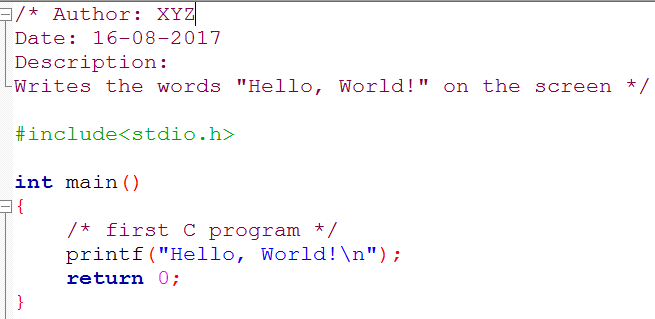 /* Author: XYZ
Date: 16-08-2017
Description:
Writes the words "Hello, World!" on the screen */
#include<stdio.h>
int main()
{
/* first C program */
printf("Hello, World!\n");
return 0;
}